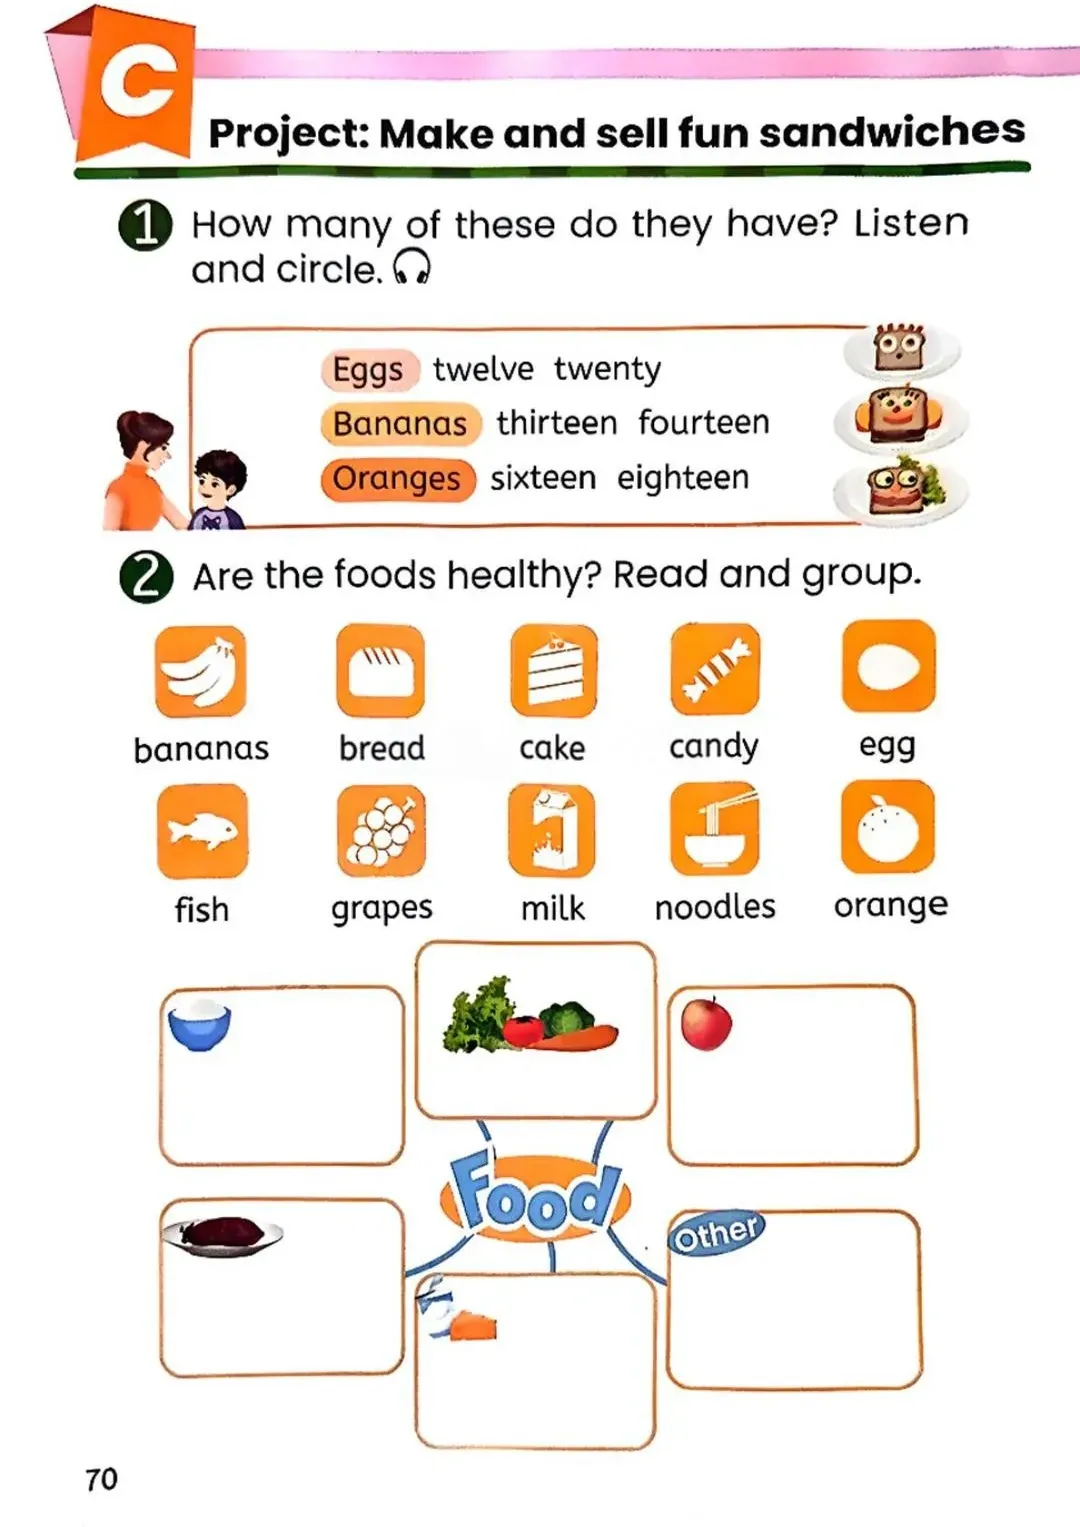 C
Project: Make and sell fun sandwiches
1 How many of these do they have? Listen
and circle.
Eggs twelve twenty
Bananas thirteen fourteen
Oranges sixteen eighteen
2 Are the foods healthy? Read and group.
bananas bread cake candy egg
fish grapes milk noodles orange
Food
Other
70